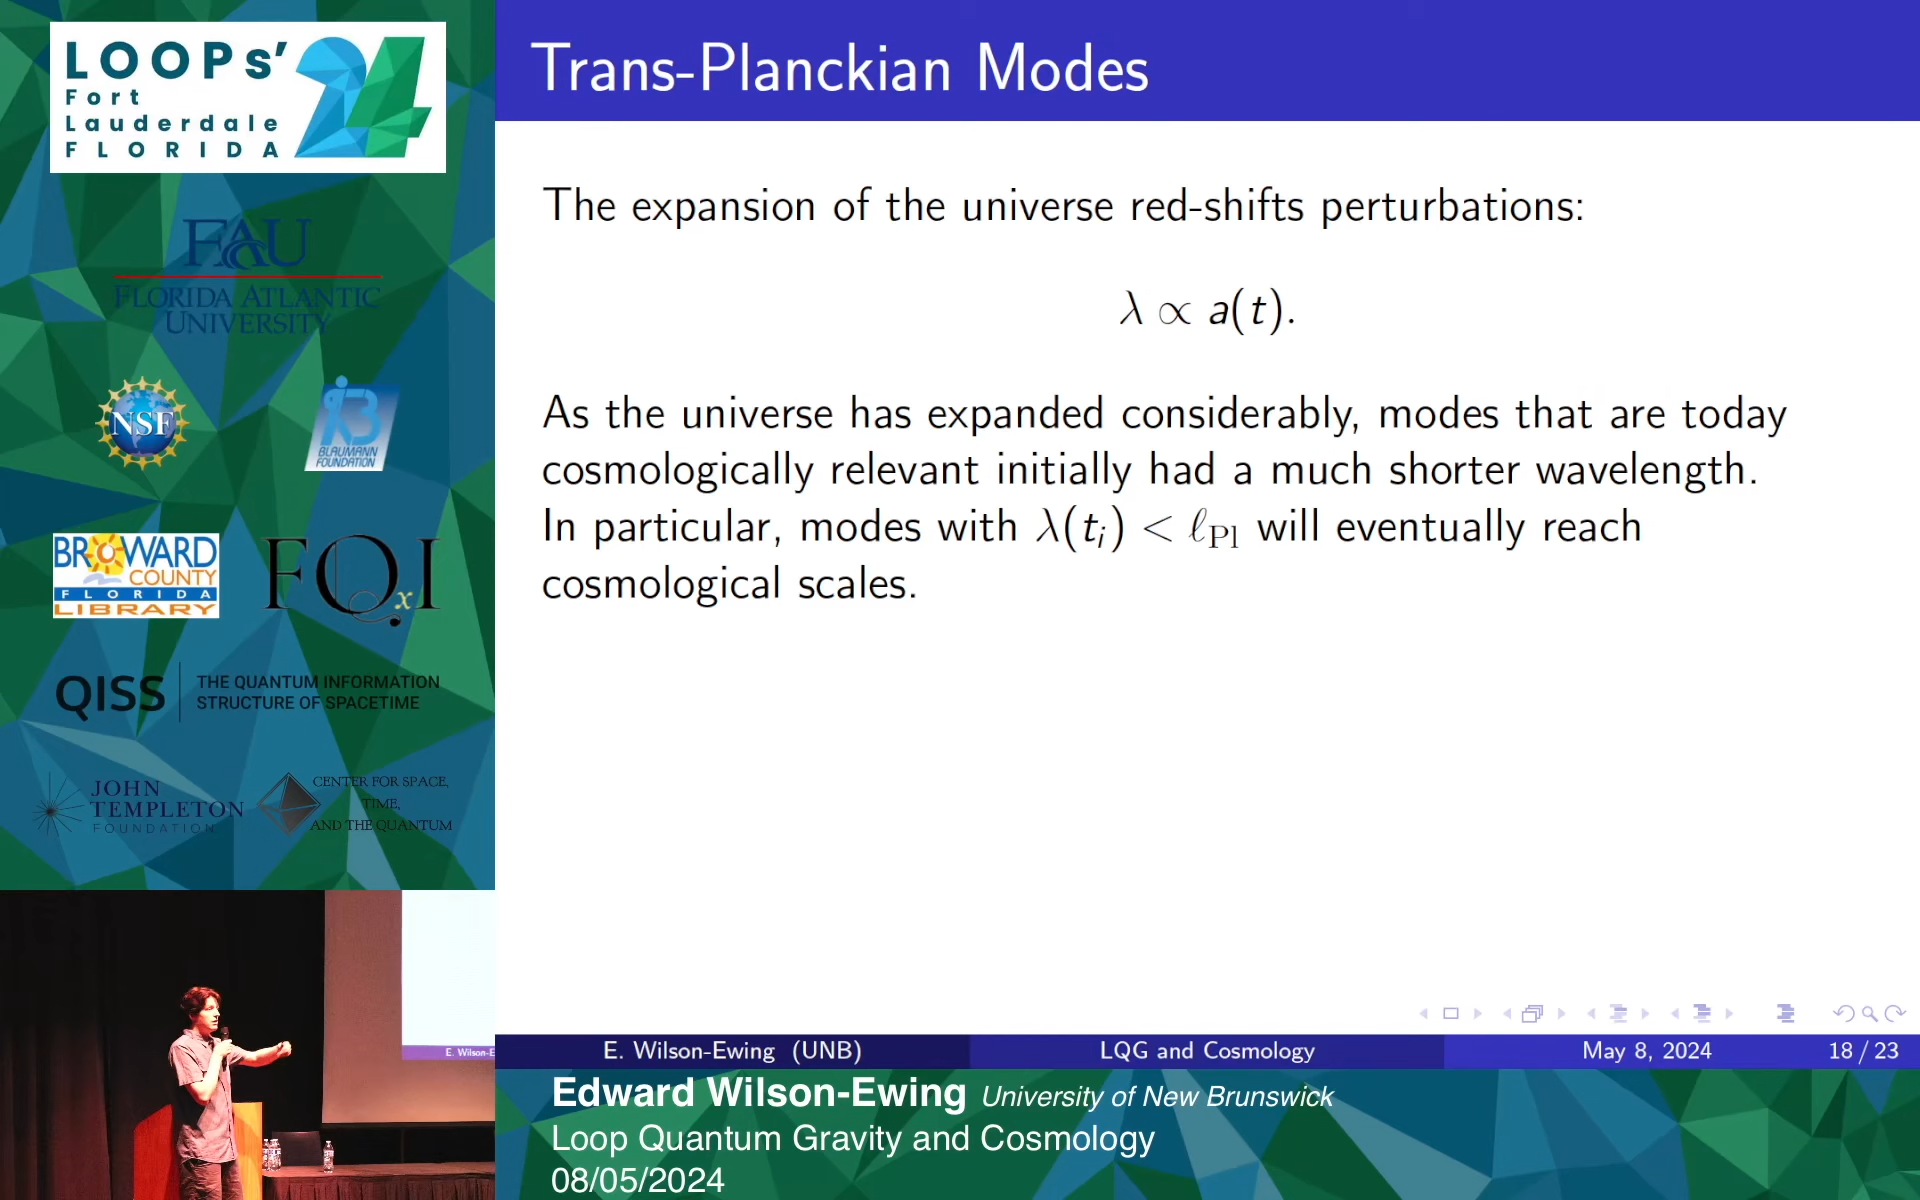 LOOPs’24
Fort
Lauderdale
FLORIDA
FAU
FLORIDA ATLANTIC
UNIVERSITY
NSF
KB
BLAUMANN
FOUNDATION
BROWARD
COUNTY
FLORIDA
LIBRARY
FQxI
QISS
THE QUANTUM INFORMATION
STRUCTURE OF SPACETIME
JOHN
TEMPLETON
FOUNDATION
CENTER FOR SPACE,
TIME,
AND THE QUANTUM
Trans-Planckian Modes
The expansion of the universe red-shifts perturbations:
λ ∝ a(t).
As the universe has expanded considerably, modes that are today
cosmologically relevant initially had a much shorter wavelength.
In particular, modes with λ(tᵢ) < ℓ_Pl will eventually reach
cosmological scales.
E. Wilson-E
E. Wilson-Ewing (UNB)
LQG and Cosmology
May 8, 2024
18 / 23
Edward Wilson-Ewing University of New Brunswick
Loop Quantum Gravity and Cosmology
08/05/2024